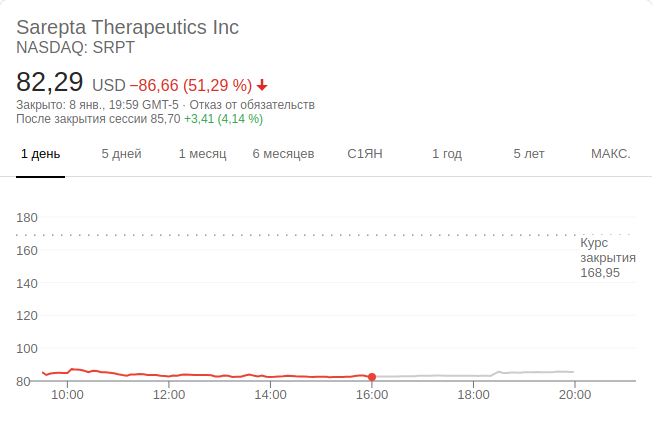 Sarepta Therapeutics Inc
NASDAQ: SRPT
82,29 USD −86,66 (51,29 %)
Закрыто: 8 янв., 19:59 GMT-5 · Отказ от обязательств
После закрытия сессии 85,70 +3,41 (4,14 %)
1 день 5 дней 1 месяц 6 месяцев С1ЯН 1 год 5 лет МАКС.
180
160
140
120
100
80
Курс
закрытия
168,95
10:00 12:00 14:00 16:00 18:00 20:00